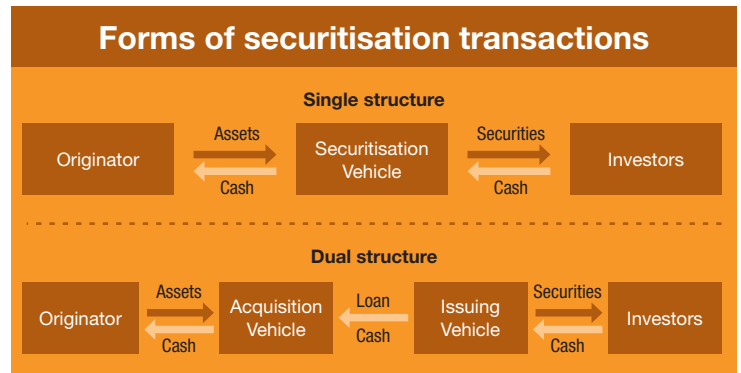 Forms of securitisation transactions
Single structure
Originator
Assets
Cash
Securitisation
Vehicle
Securities
Cash
Investors
Dual structure
Originator
Assets
Cash
Acquisition
Vehicle
Loan
Cash
Issuing
Vehicle
Securities
Cash
Investors